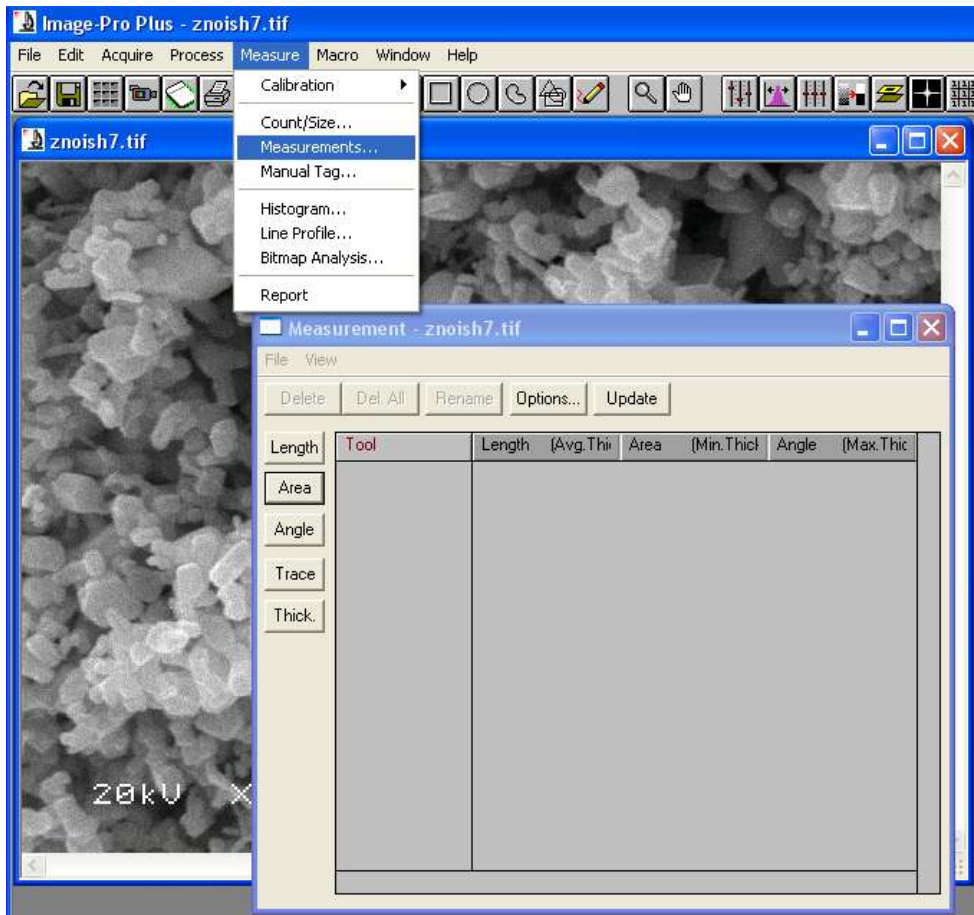 Image-Pro Plus - znoish7.tif
File Edit Acquire Process Measure Macro Window Help
Calibration
Count/Size...
Measurements...
Manual Tag...
Histogram...
Line Profile...
Bitmap Analysis...
Report
znoish7.tif
Measurement - znoish7.tif
File View
Delete Del. All Rename Options... Update
Length
Area
Angle
Trace
Thick.
Tool Length (Avg.Thi Area (Min.Thick Angle (Max.Thic
20kV X